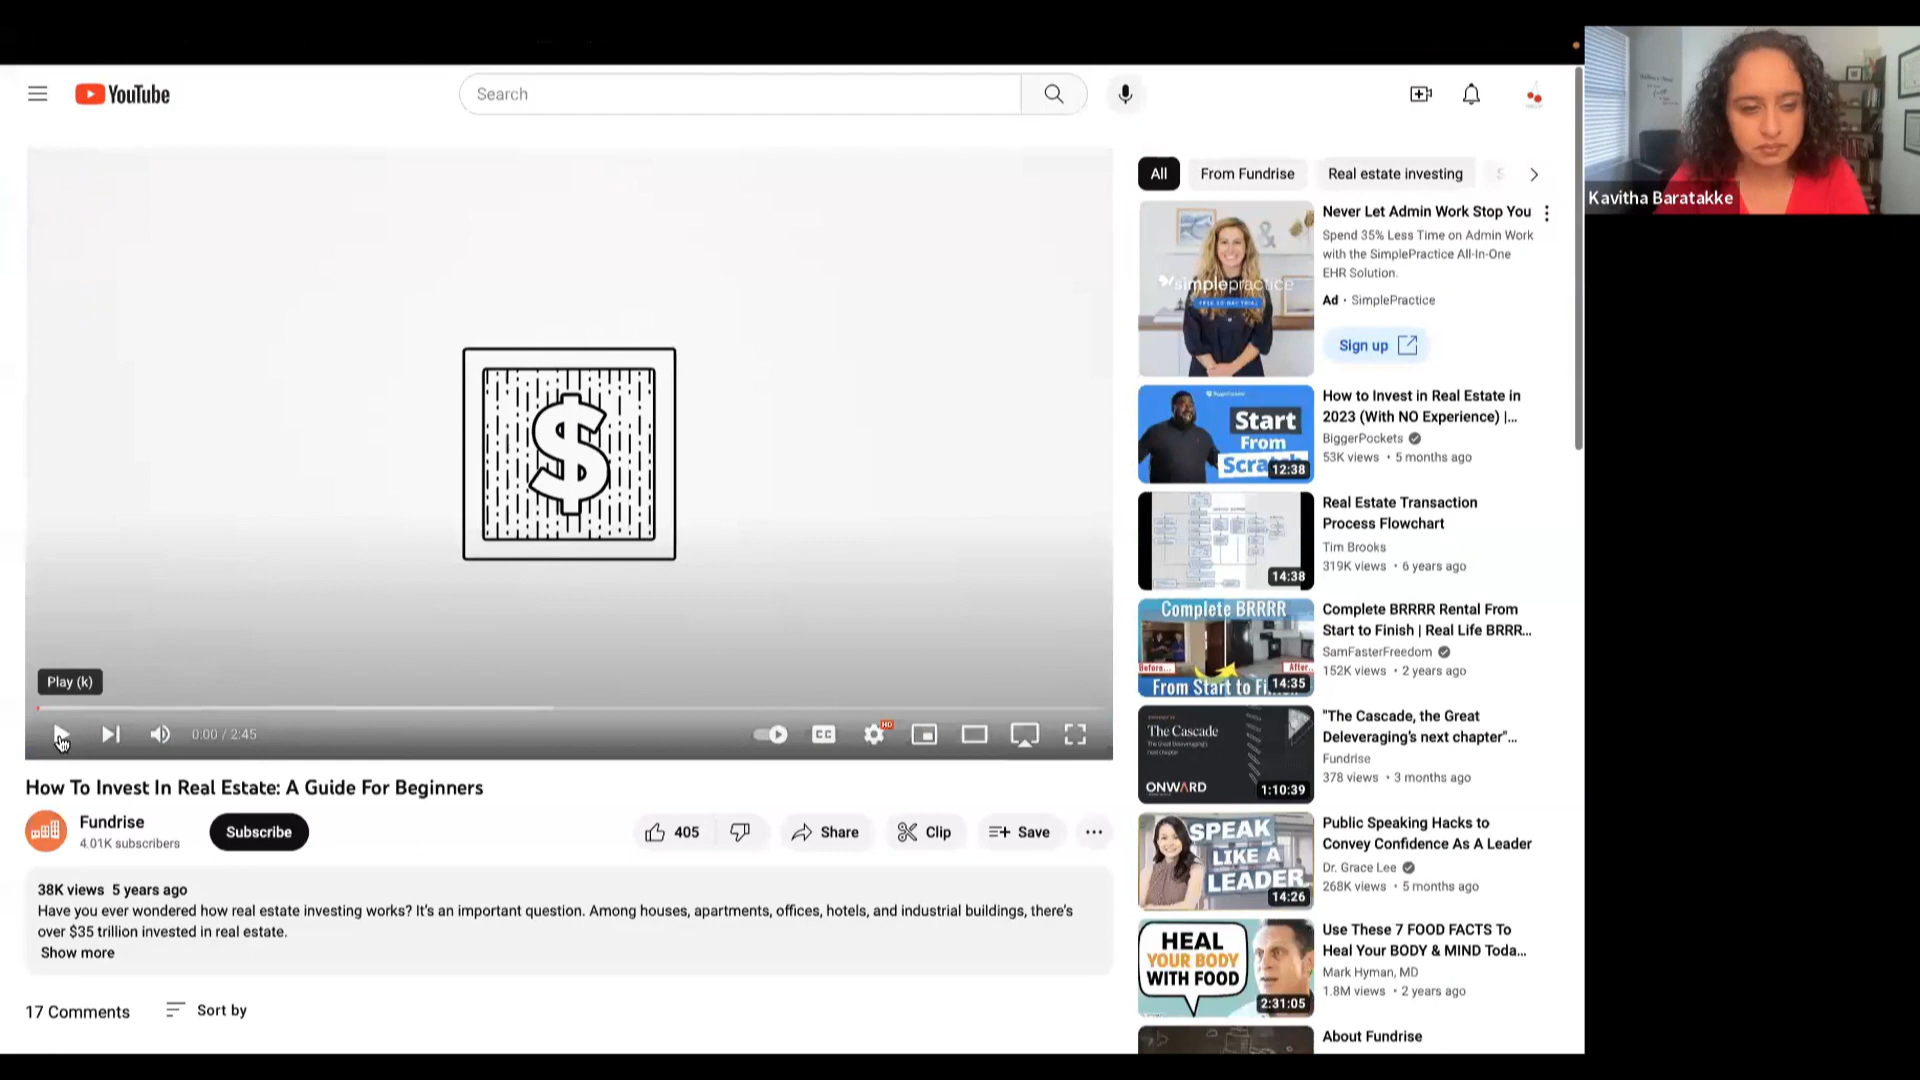 YouTube
Search
Kavitha Baratakke
All
From Fundrise
Real estate investing
S
Never Let Admin Work Stop You
Spend 35% Less Time on Admin Work
with the SimplePractice All-In-One
EHR Solution.
Ad · SimplePractice
Sign up
simplepractice
$
Play (k)
0:00 / 2:45
CC
HD
How To Invest In Real Estate: A Guide For Beginners
Fundrise
4.01K subscribers
Subscribe
405
Share
Clip
Save
38K views 5 years ago
Have you ever wondered how real estate investing works? It's an important question. Among houses, apartments, offices, hotels, and industrial buildings, there's
over $35 trillion invested in real estate.
Show more
17 Comments
Sort by
Start
From
Scratch
12:38
How to Invest in Real Estate in
2023 (With NO Experience) |...
BiggerPockets
53K views • 5 months ago
14:38
Real Estate Transaction
Process Flowchart
Tim Brooks
319K views • 6 years ago
Complete BRRRR
Before...
After...
From Start to Fi
14:35
Complete BRRRR Rental From
Start to Finish | Real Life BRRR...
SamFasterFreedom
152K views • 2 years ago
The Cascade
ONWARD
1:10:39
"The Cascade, the Great
Deleveraging's next chapter"...
Fundrise
378 views • 3 months ago
SPEAK
LIKE A
LEADER
14:26
Public Speaking Hacks to
Convey Confidence As A Leader
Dr. Grace Lee
268K views • 5 months ago
HEAL
YOUR BODY
WITH FOOD
2:31:05
Use These 7 FOOD FACTS To
Heal Your BODY & MIND Toda...
Mark Hyman, MD
1.8M views • 2 years ago
About Fundrise